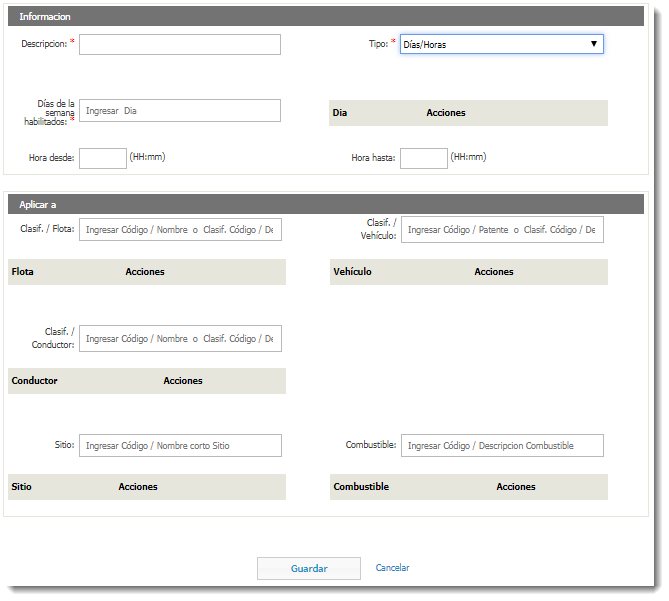 Informacion
Descripcion: *
Tipo: * Días/Horas
Días de la
semana
habilitados: *
Ingresar Dia
Dia Acciones
Hora desde: (HH:mm)
Hora hasta: (HH:mm)
Aplicar a
Clasif. / Flota: Ingresar Código / Nombre o Clasif. Código / De
Clasif. /
Vehículo:
Ingresar Código / Patente o Clasif. Código / De
Flota Acciones
Vehículo Acciones
Clasif. /
Conductor:
Ingresar Código / Nombre o Clasif. Código / De
Conductor Acciones
Sitio: Ingresar Código / Nombre corto Sitio
Combustible: Ingresar Código / Descripcion Combustible
Sitio Acciones
Combustible Acciones
Guardar Cancelar